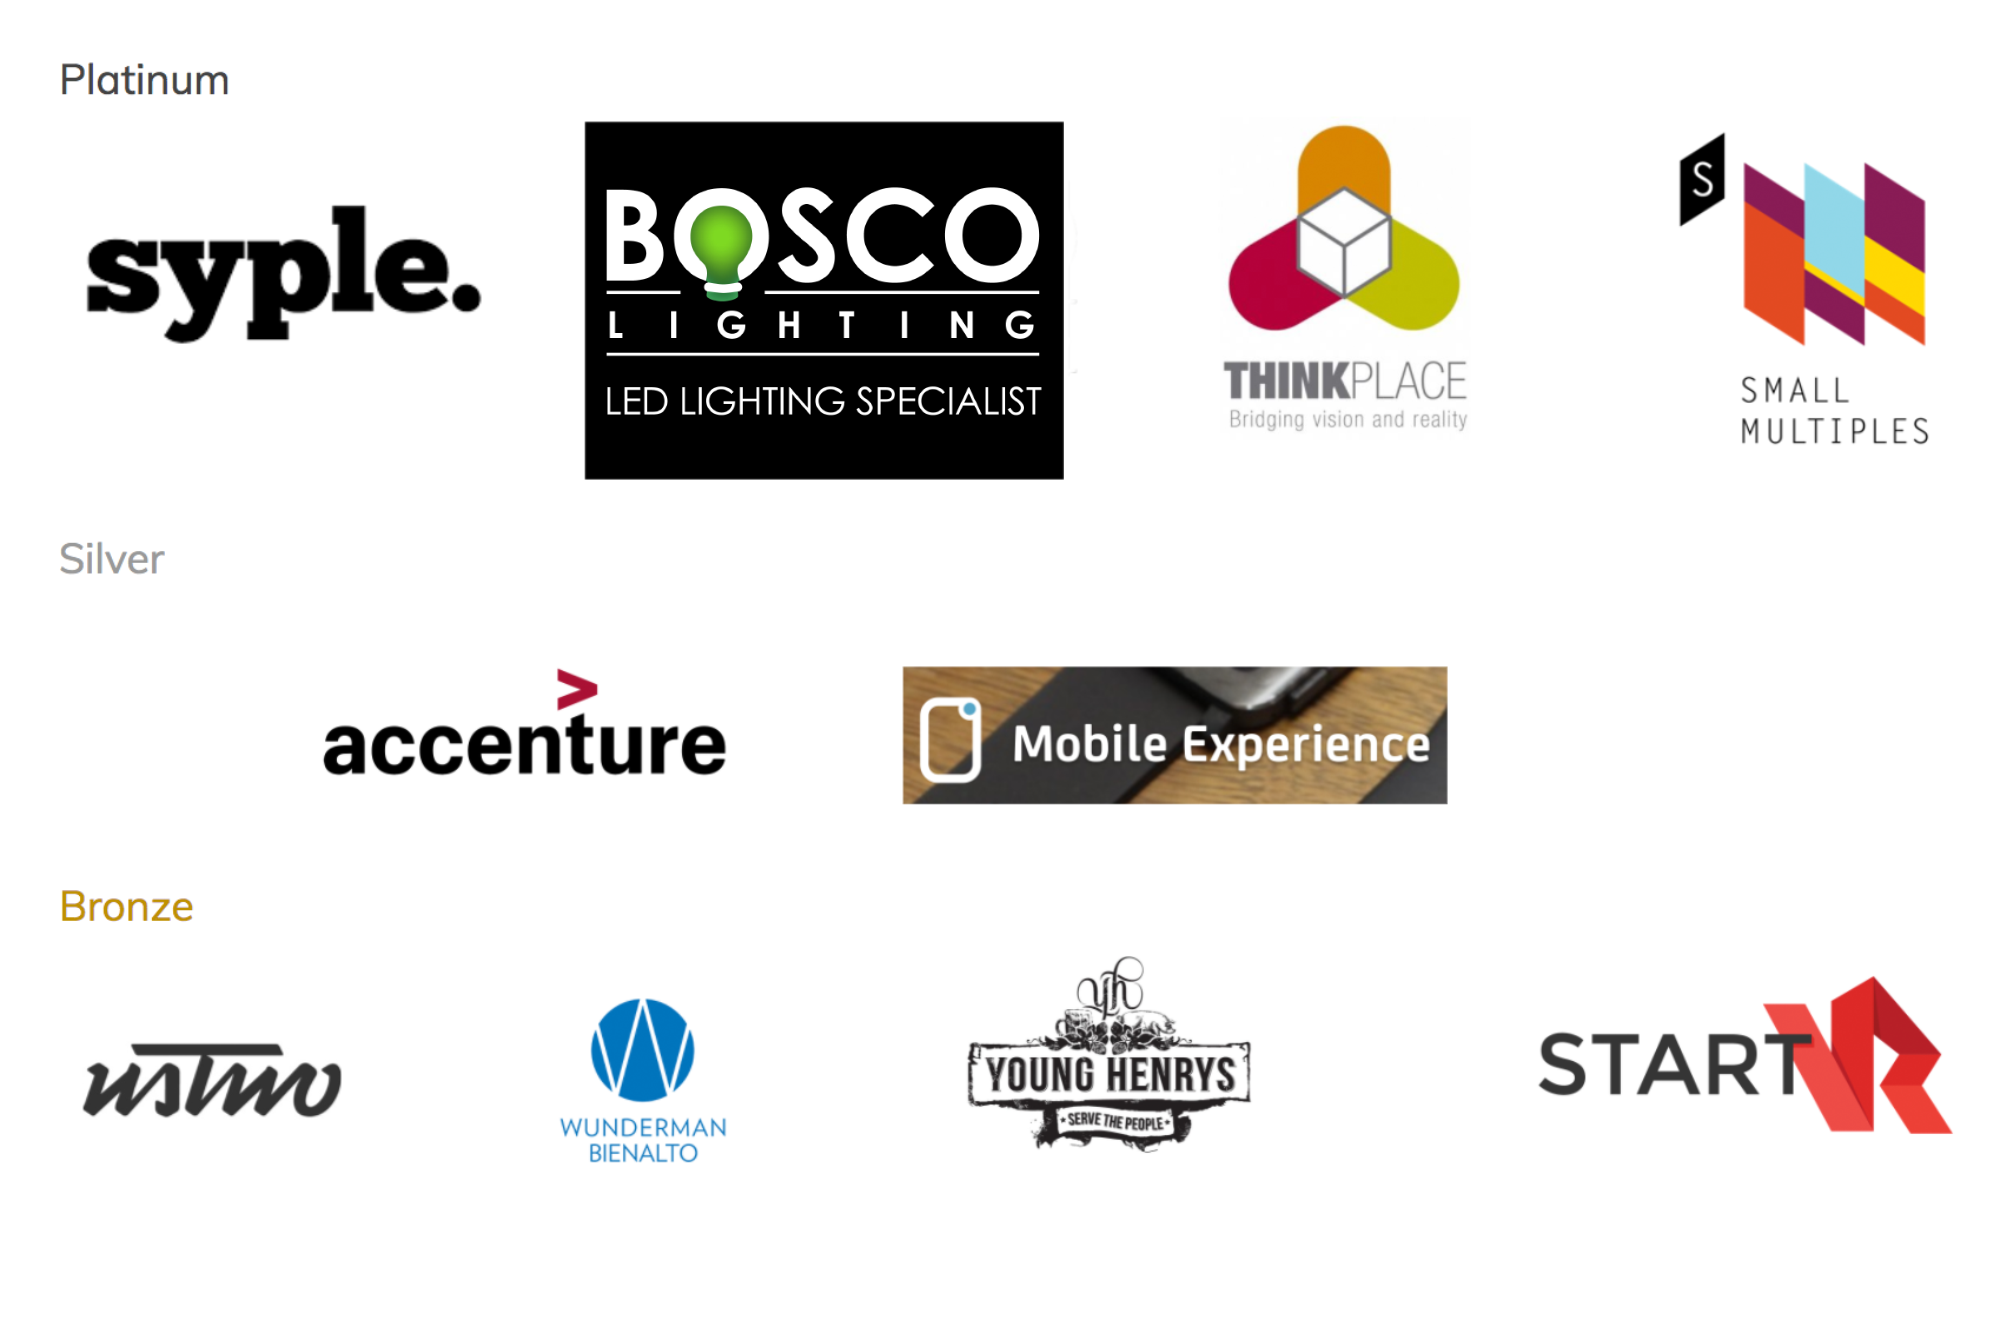 Platinum
syple.
BOSCO
LIGHTING
LED LIGHTING SPECIALIST
THINKPLACE
Bridging vision and reality
S
SMALL
MULTIPLES
Silver
>
accenture
Mobile Experience
Bronze
ustwo
W
WUNDERMAN
BIENALTO
yh
YOUNG HENRYS
SERVE THE PEOPLE
STARTVR